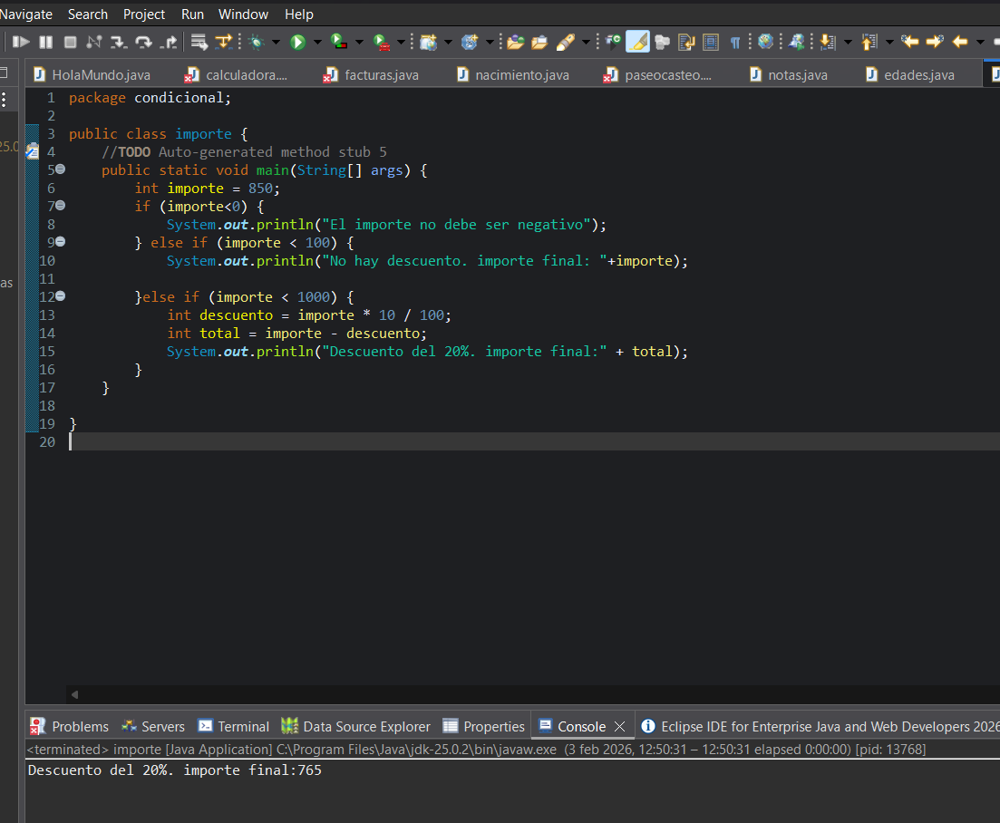 Navigate Search Project Run Window Help
HolaMundo.java calculadora.... facturas.java nacimiento.java paseocasteo.... notas.java edades.java
1 package condicional;
2
3 public class importe {
4 //TODO Auto-generated method stub 5
5 public static void main(String[] args) {
6 int importe = 850;
7 if (importe<0) {
8 System.out.println("El importe no debe ser negativo");
9 } else if (importe < 100) {
10 System.out.println("No hay descuento. importe final: "+importe);
11
12 }else if (importe < 1000) {
13 int descuento = importe * 10 / 100;
14 int total = importe - descuento;
15 System.out.println("Descuento del 20%. importe final:" + total);
16 }
17 }
18
19 }
20
25.0
as
Problems Servers Terminal Data Source Explorer Properties Console Eclipse IDE for Enterprise Java and Web Developers 2026
<terminated> importe [Java Application] C:\Program Files\Java\jdk-25.0.2\bin\javaw.exe (3 feb 2026, 12:50:31 – 12:50:31 elapsed 0:00:00) [pid: 13768]
Descuento del 20%. importe final:765